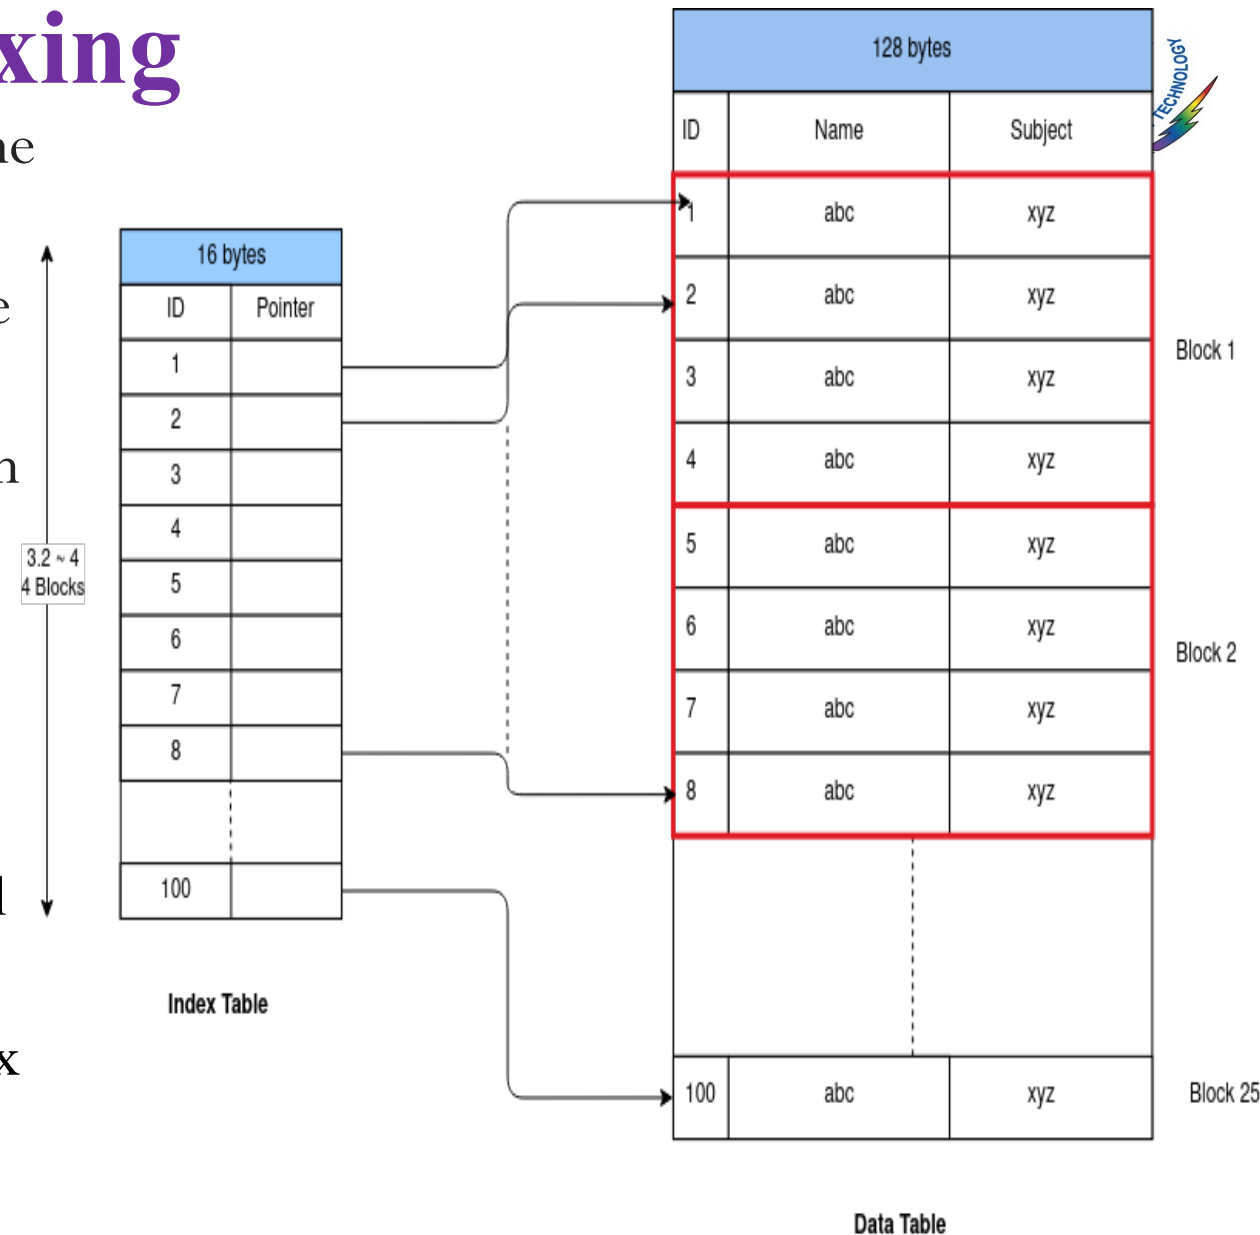 xing
128 bytes
TECHNOLOGY
ID Name Subject
1 abc xyz
2 abc xyz
3 abc xyz
4 abc xyz
Block 1
5 abc xyz
6 abc xyz
7 abc xyz
8 abc xyz
Block 2
100 abc xyz
Block 25
Data Table
16 bytes
ID Pointer
1
2
3
4
5
6
7
8
100
Index Table
3.2 ~ 4
4 Blocks
ne
e
n
l
x